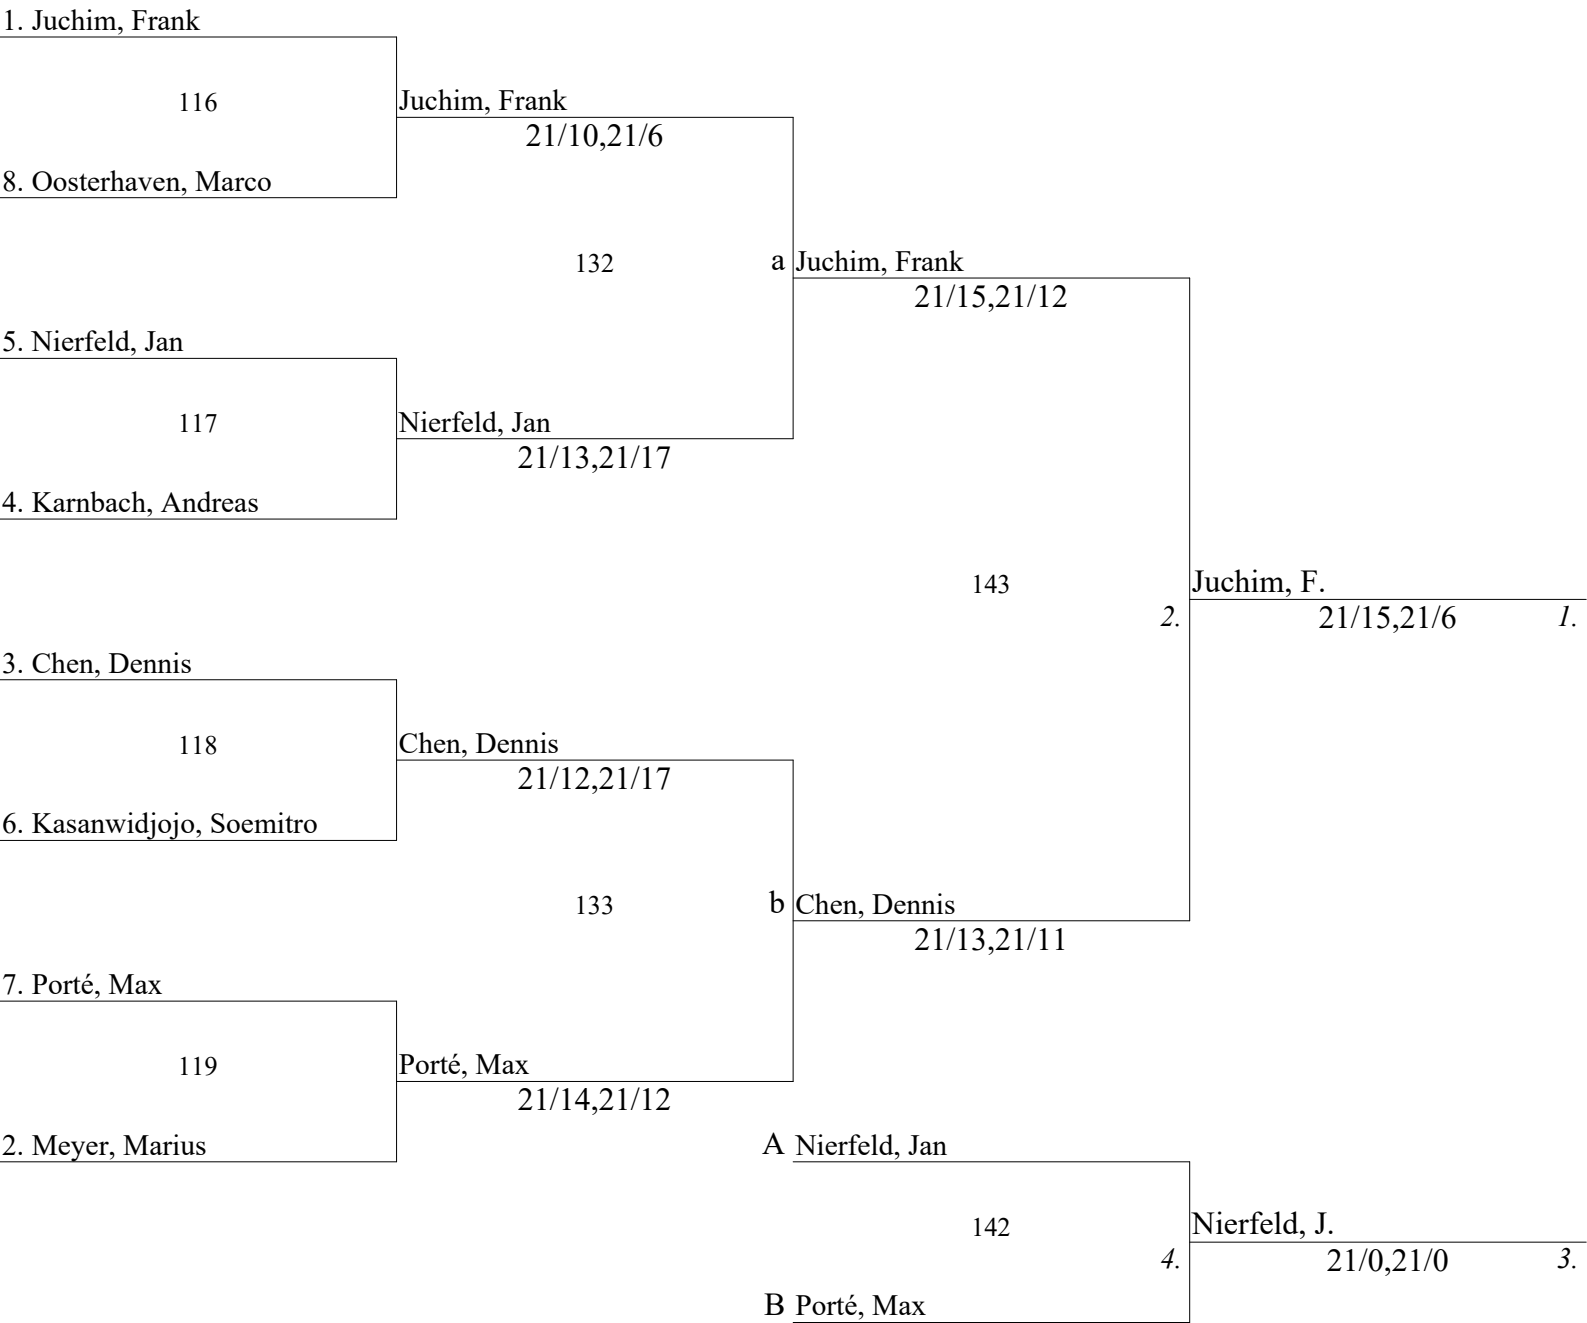 1. Juchim, Frank
116
Juchim, Frank
21/10,21/6
8. Oosterhaven, Marco
132
a Juchim, Frank
21/15,21/12
5. Nierfeld, Jan
117
Nierfeld, Jan
21/13,21/17
4. Karnbach, Andreas
143
Juchim, F.
2.
21/15,21/6
1.
3. Chen, Dennis
118
Chen, Dennis
21/12,21/17
6. Kasanwidjojo, Soemitro
133
b Chen, Dennis
21/13,21/11
7. Porté, Max
119
Porté, Max
21/14,21/12
2. Meyer, Marius
A Nierfeld, Jan
142
Nierfeld, J.
4.
21/0,21/0
3.
B Porté, Max